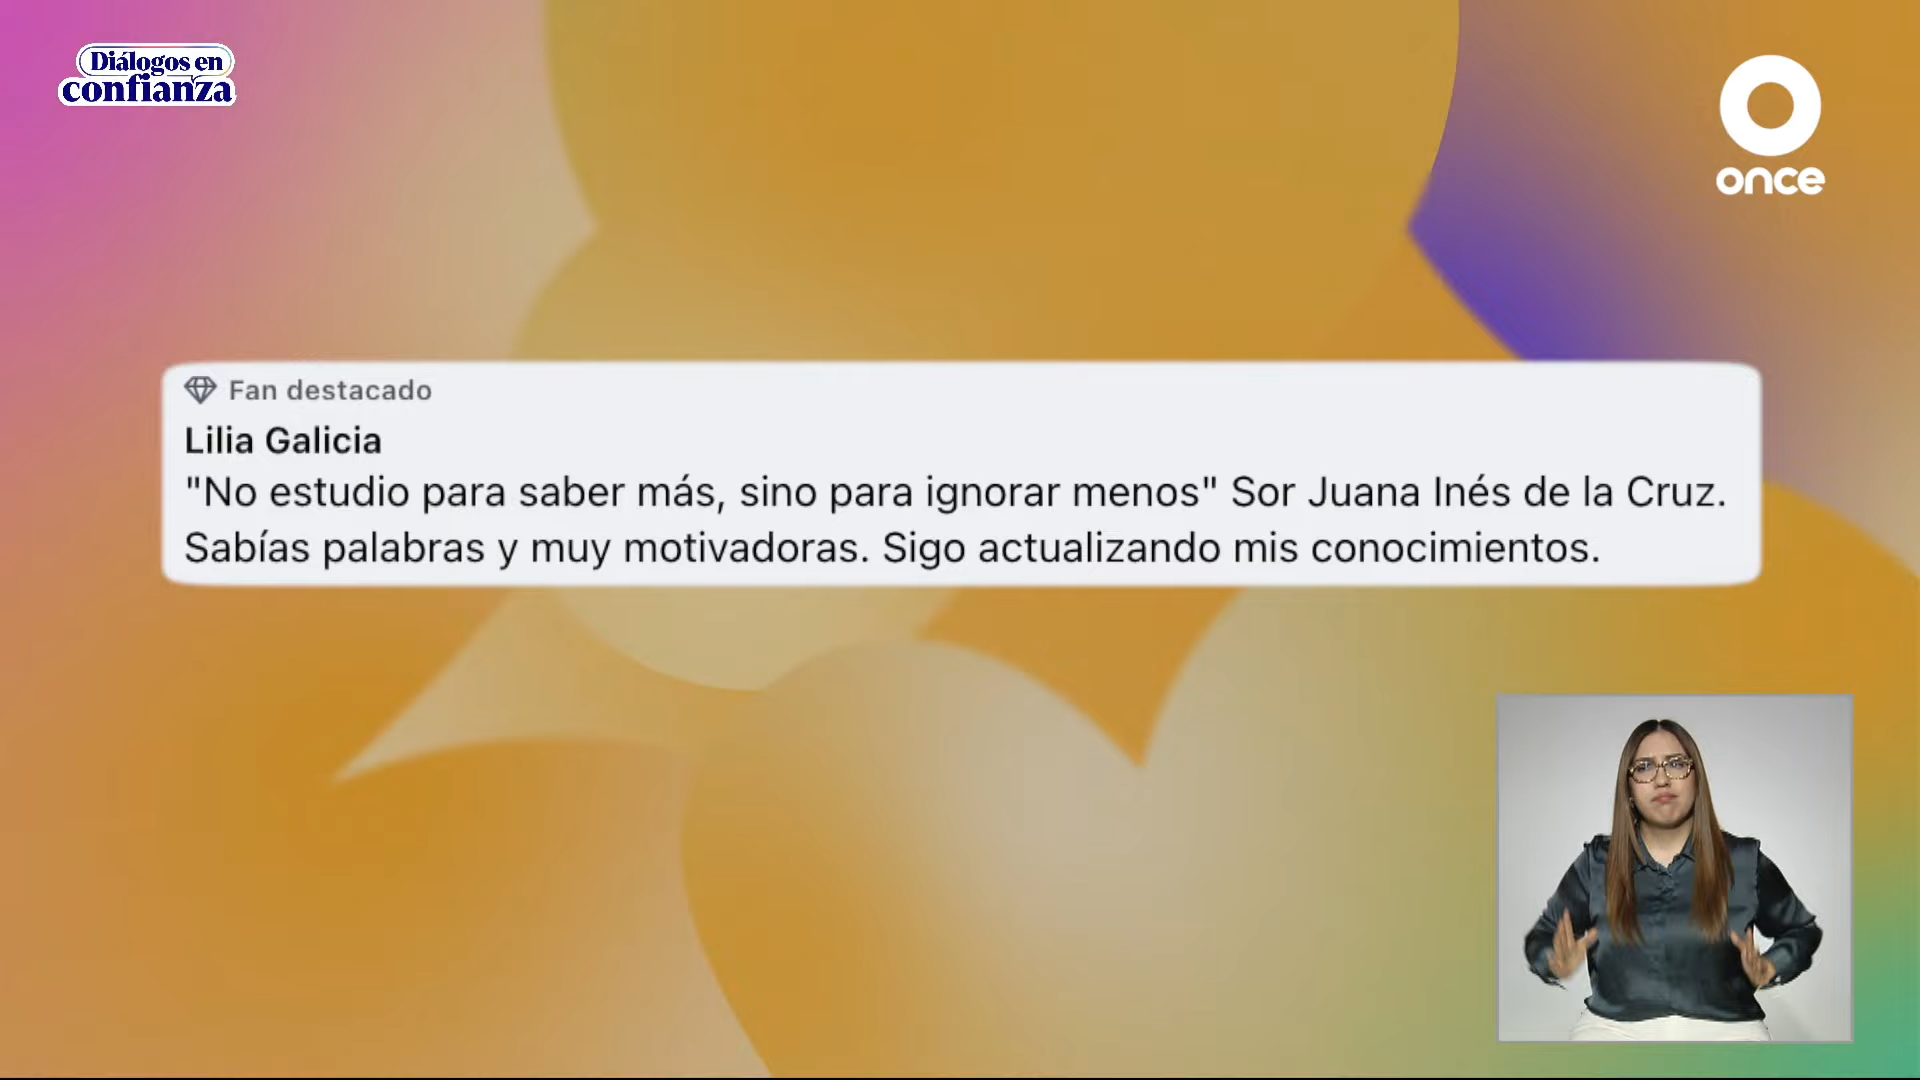 Diálogos en
confianza
once
Fan destacado
Lilia Galicia
"No estudio para saber más, sino para ignorar menos" Sor Juana Inés de la Cruz.
Sabías palabras y muy motivadoras. Sigo actualizando mis conocimientos.